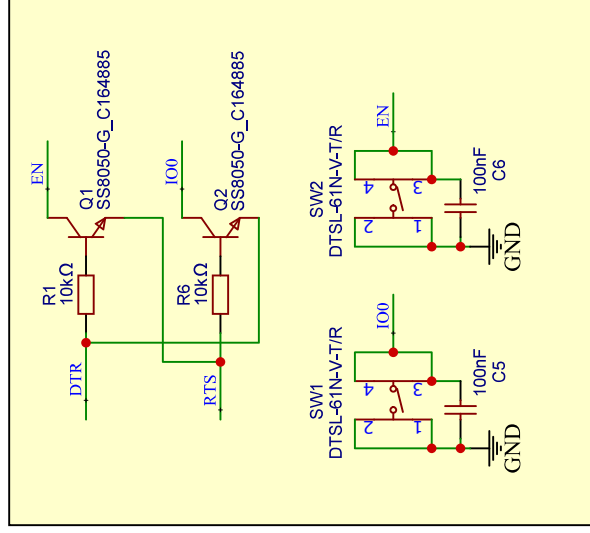 EN
Q1
SS8050-G_C164885
R1
10kΩ
DTR
IO0
Q2
SS8050-G_C164885
R6
10kΩ
RTS
SW2
DTSL-61N-V-T/R
EN
2
4
1
3
100nF
C6
GND
SW1
DTSL-61N-V-T/R
IO0
2
4
1
3
100nF
C5
GND